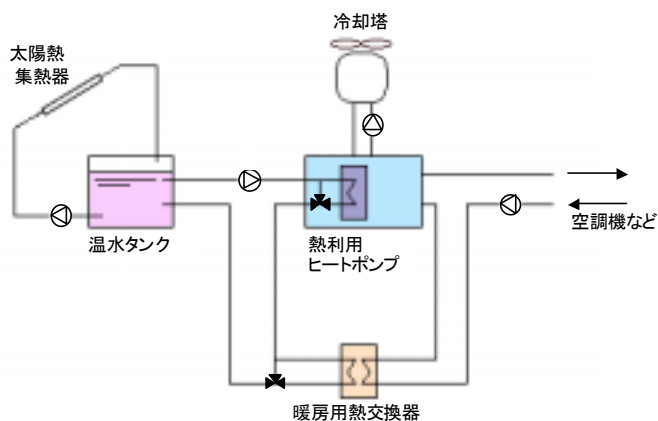 冷却塔
太陽熱
集熱器
温水タンク
熱利用
ヒートポンプ
空調機など
暖房用熱交換器